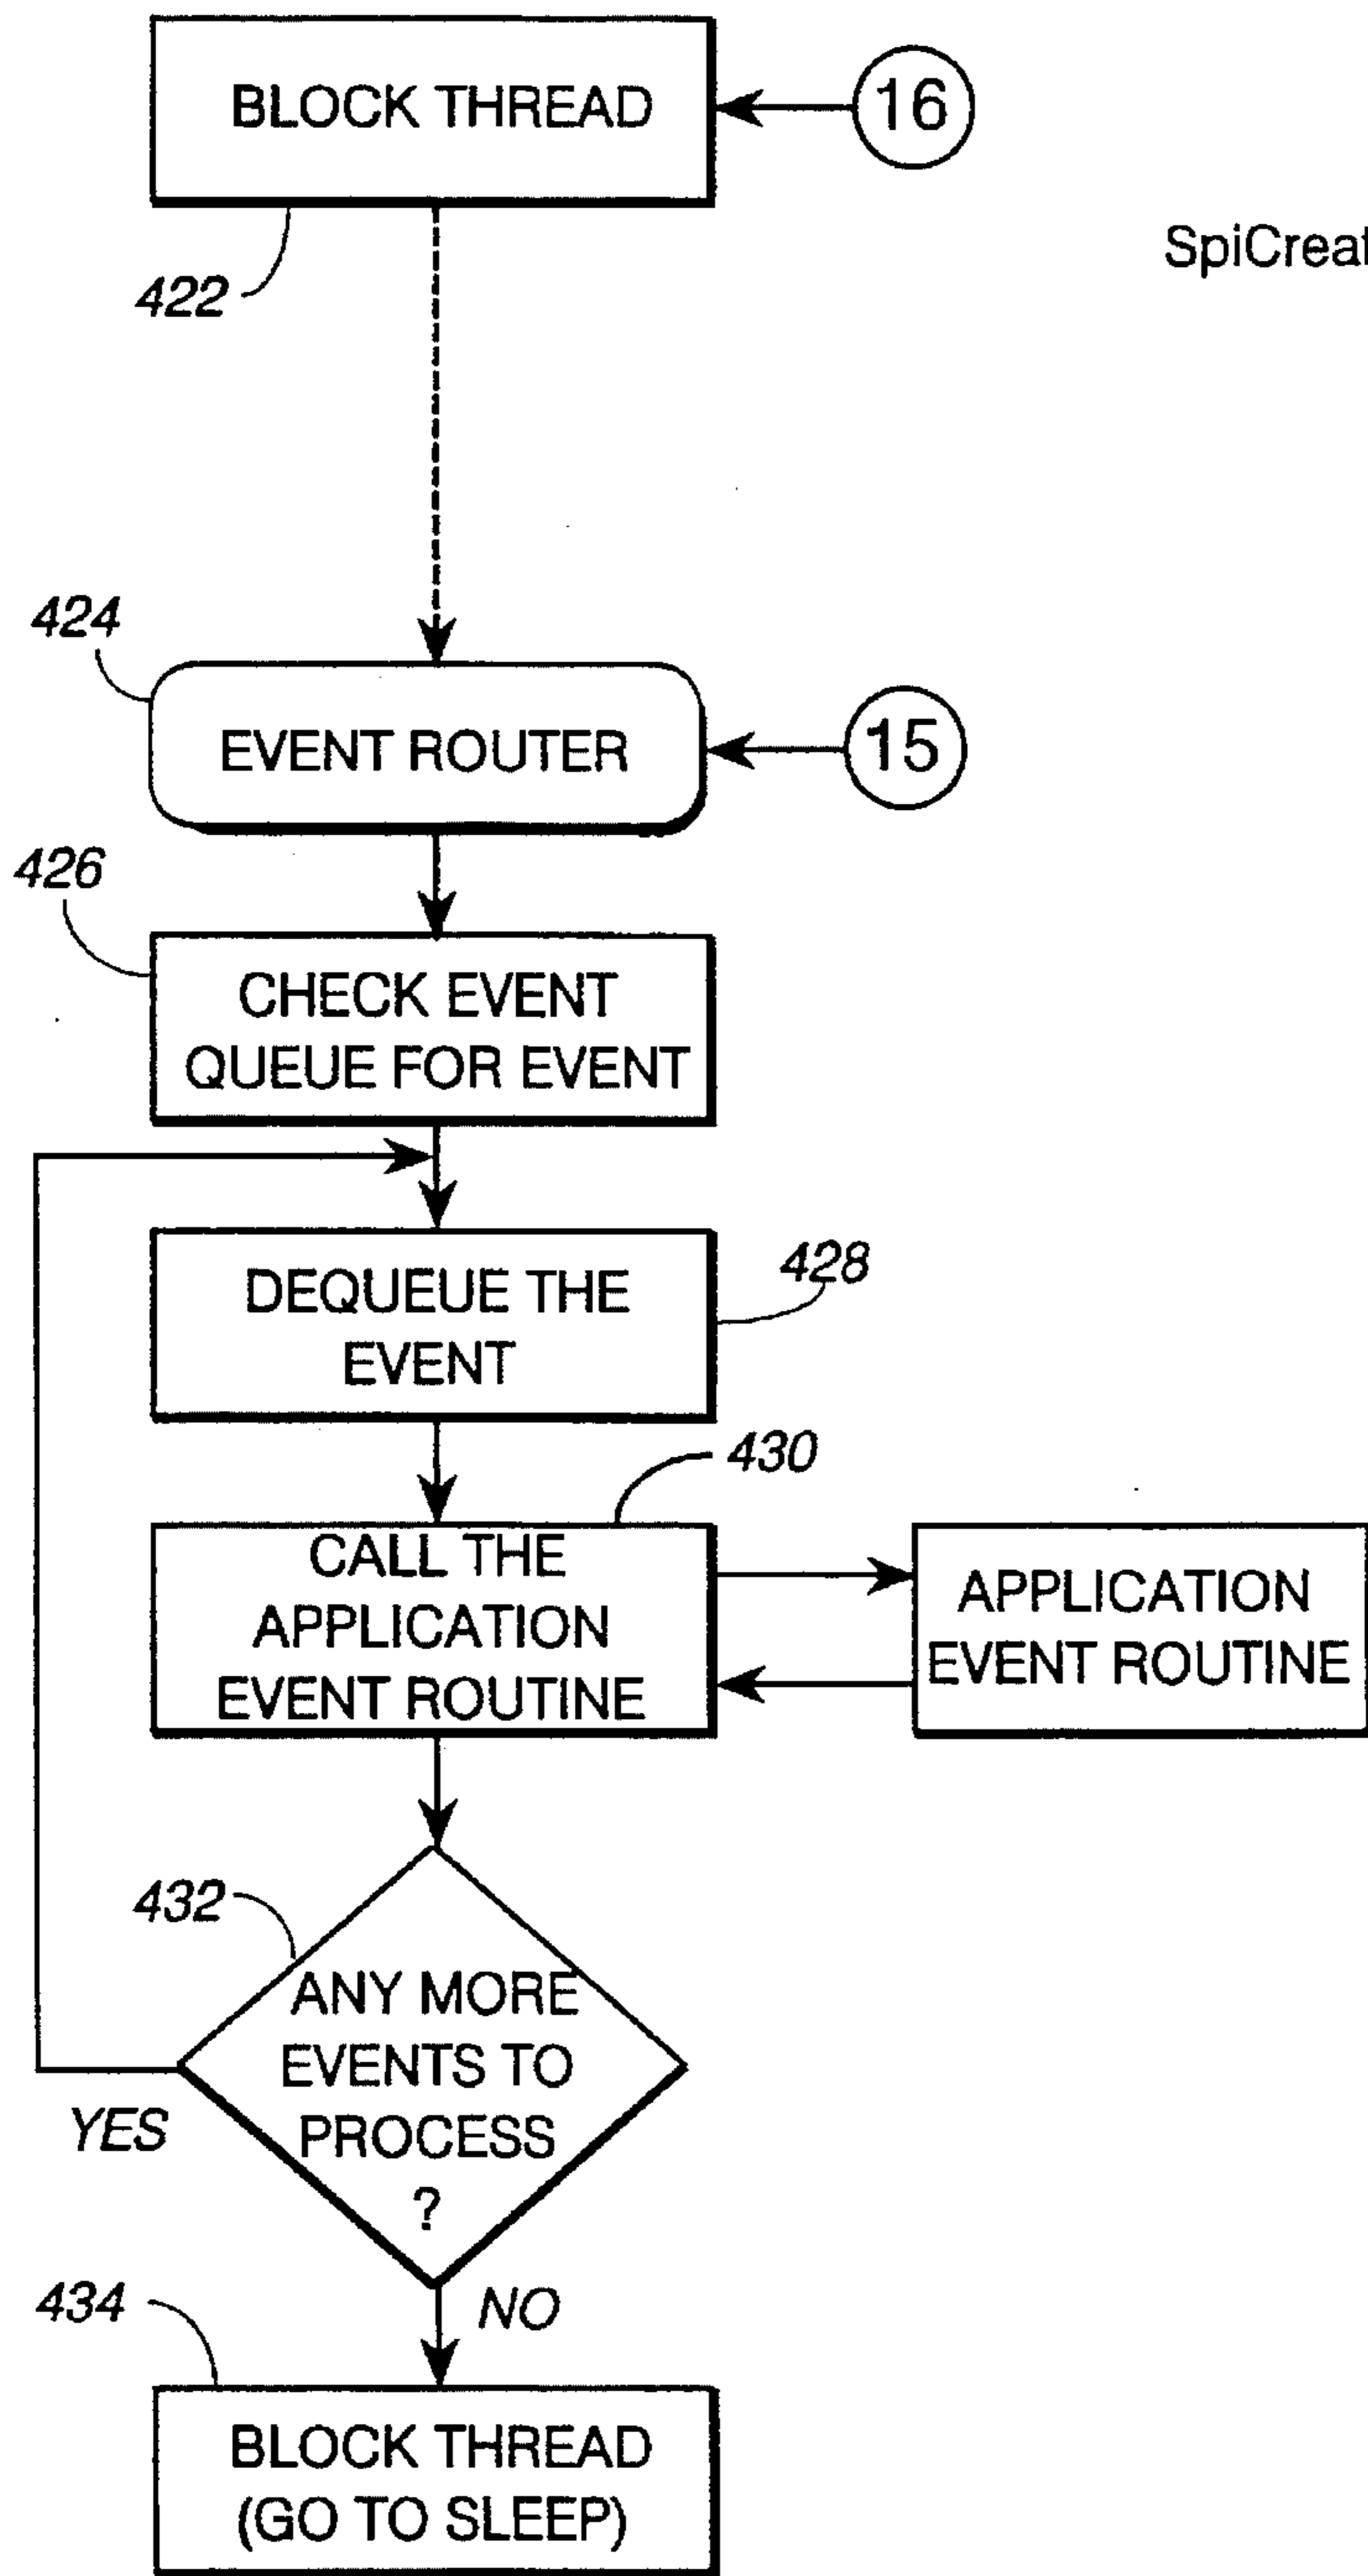 BLOCK THREAD
16
422
SpiCreat
424
EVENT ROUTER
15
426
CHECK EVENT
QUEUE FOR EVENT
DEQUEUE THE
EVENT
428
430
CALL THE
APPLICATION
EVENT ROUTINE
APPLICATION
EVENT ROUTINE
432
ANY MORE
EVENTS TO
PROCESS
?
YES
NO
434
BLOCK THREAD
(GO TO SLEEP)